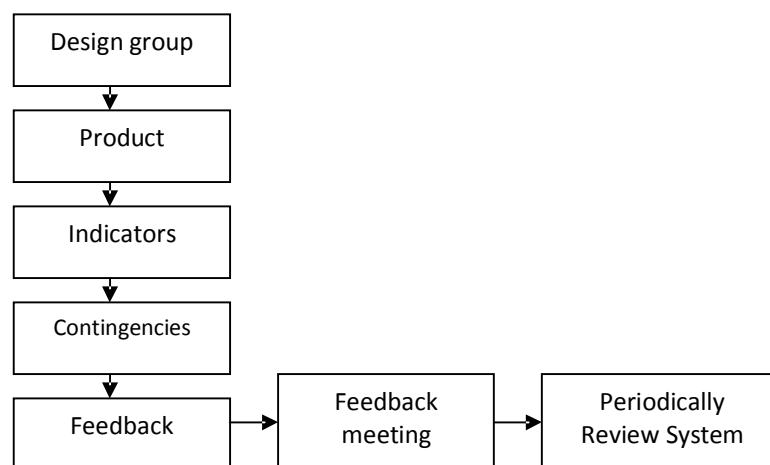 Design group
Product
Indicators
Contingencies
Feedback
Feedback
meeting
Periodically
Review System